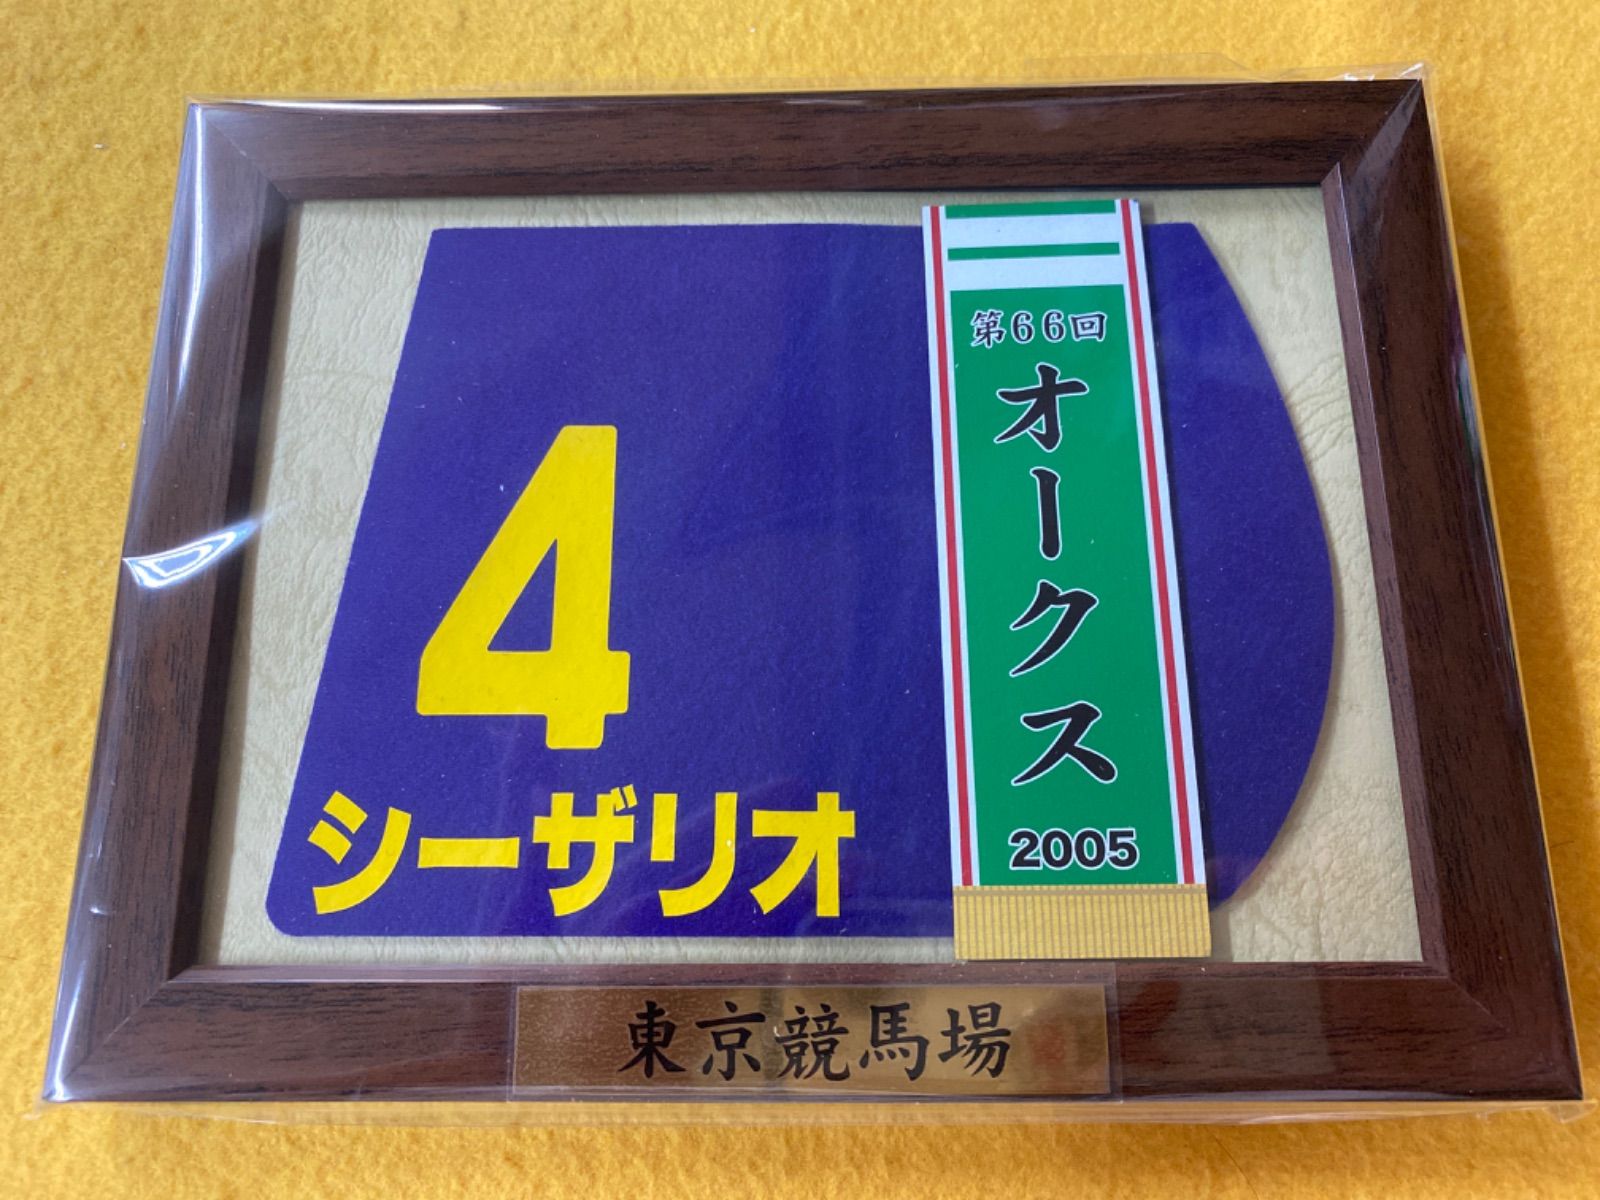 4
シーザリオ
第66回
オークス
2005
東京競馬場